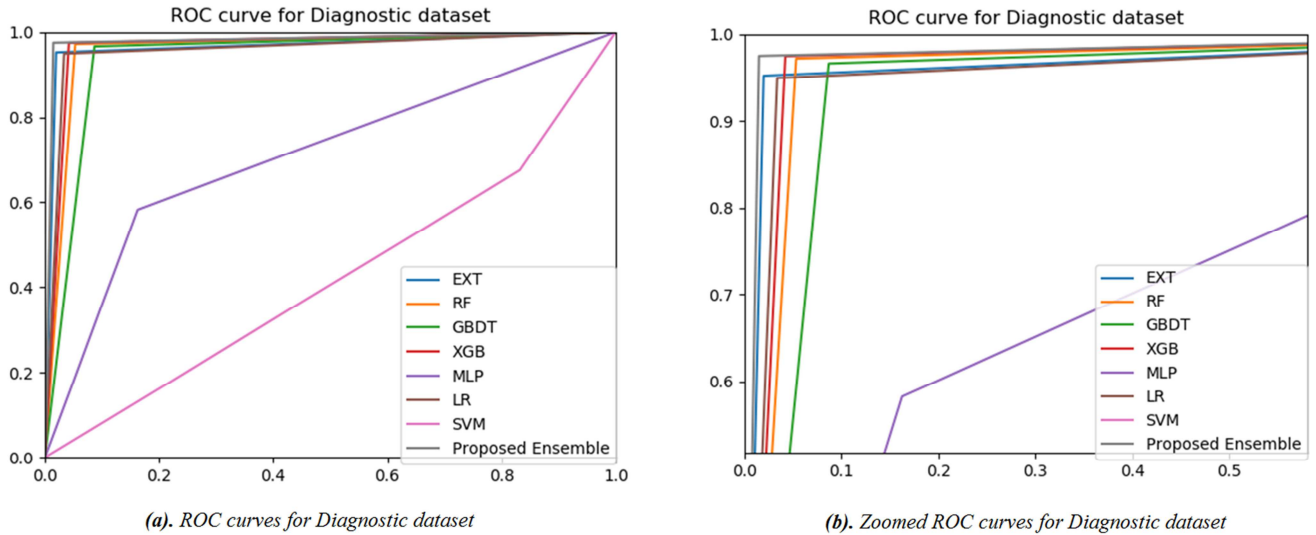 ROC curve for Diagnostic dataset
1.0
0.8
0.6
0.4
0.2
0.0
0.0
0.2
0.4
0.6
0.8
1.0
EXT
RF
GBDT
XGB
MLP
LR
SVM
Proposed Ensemble
(a). ROC curves for Diagnostic dataset
ROC curve for Diagnostic dataset
1.0
0.9
0.8
0.7
0.6
0.0
0.1
0.2
0.3
0.4
0.5
EXT
RF
GBDT
XGB
MLP
LR
SVM
Proposed Ensemble
(b). Zoomed ROC curves for Diagnostic dataset